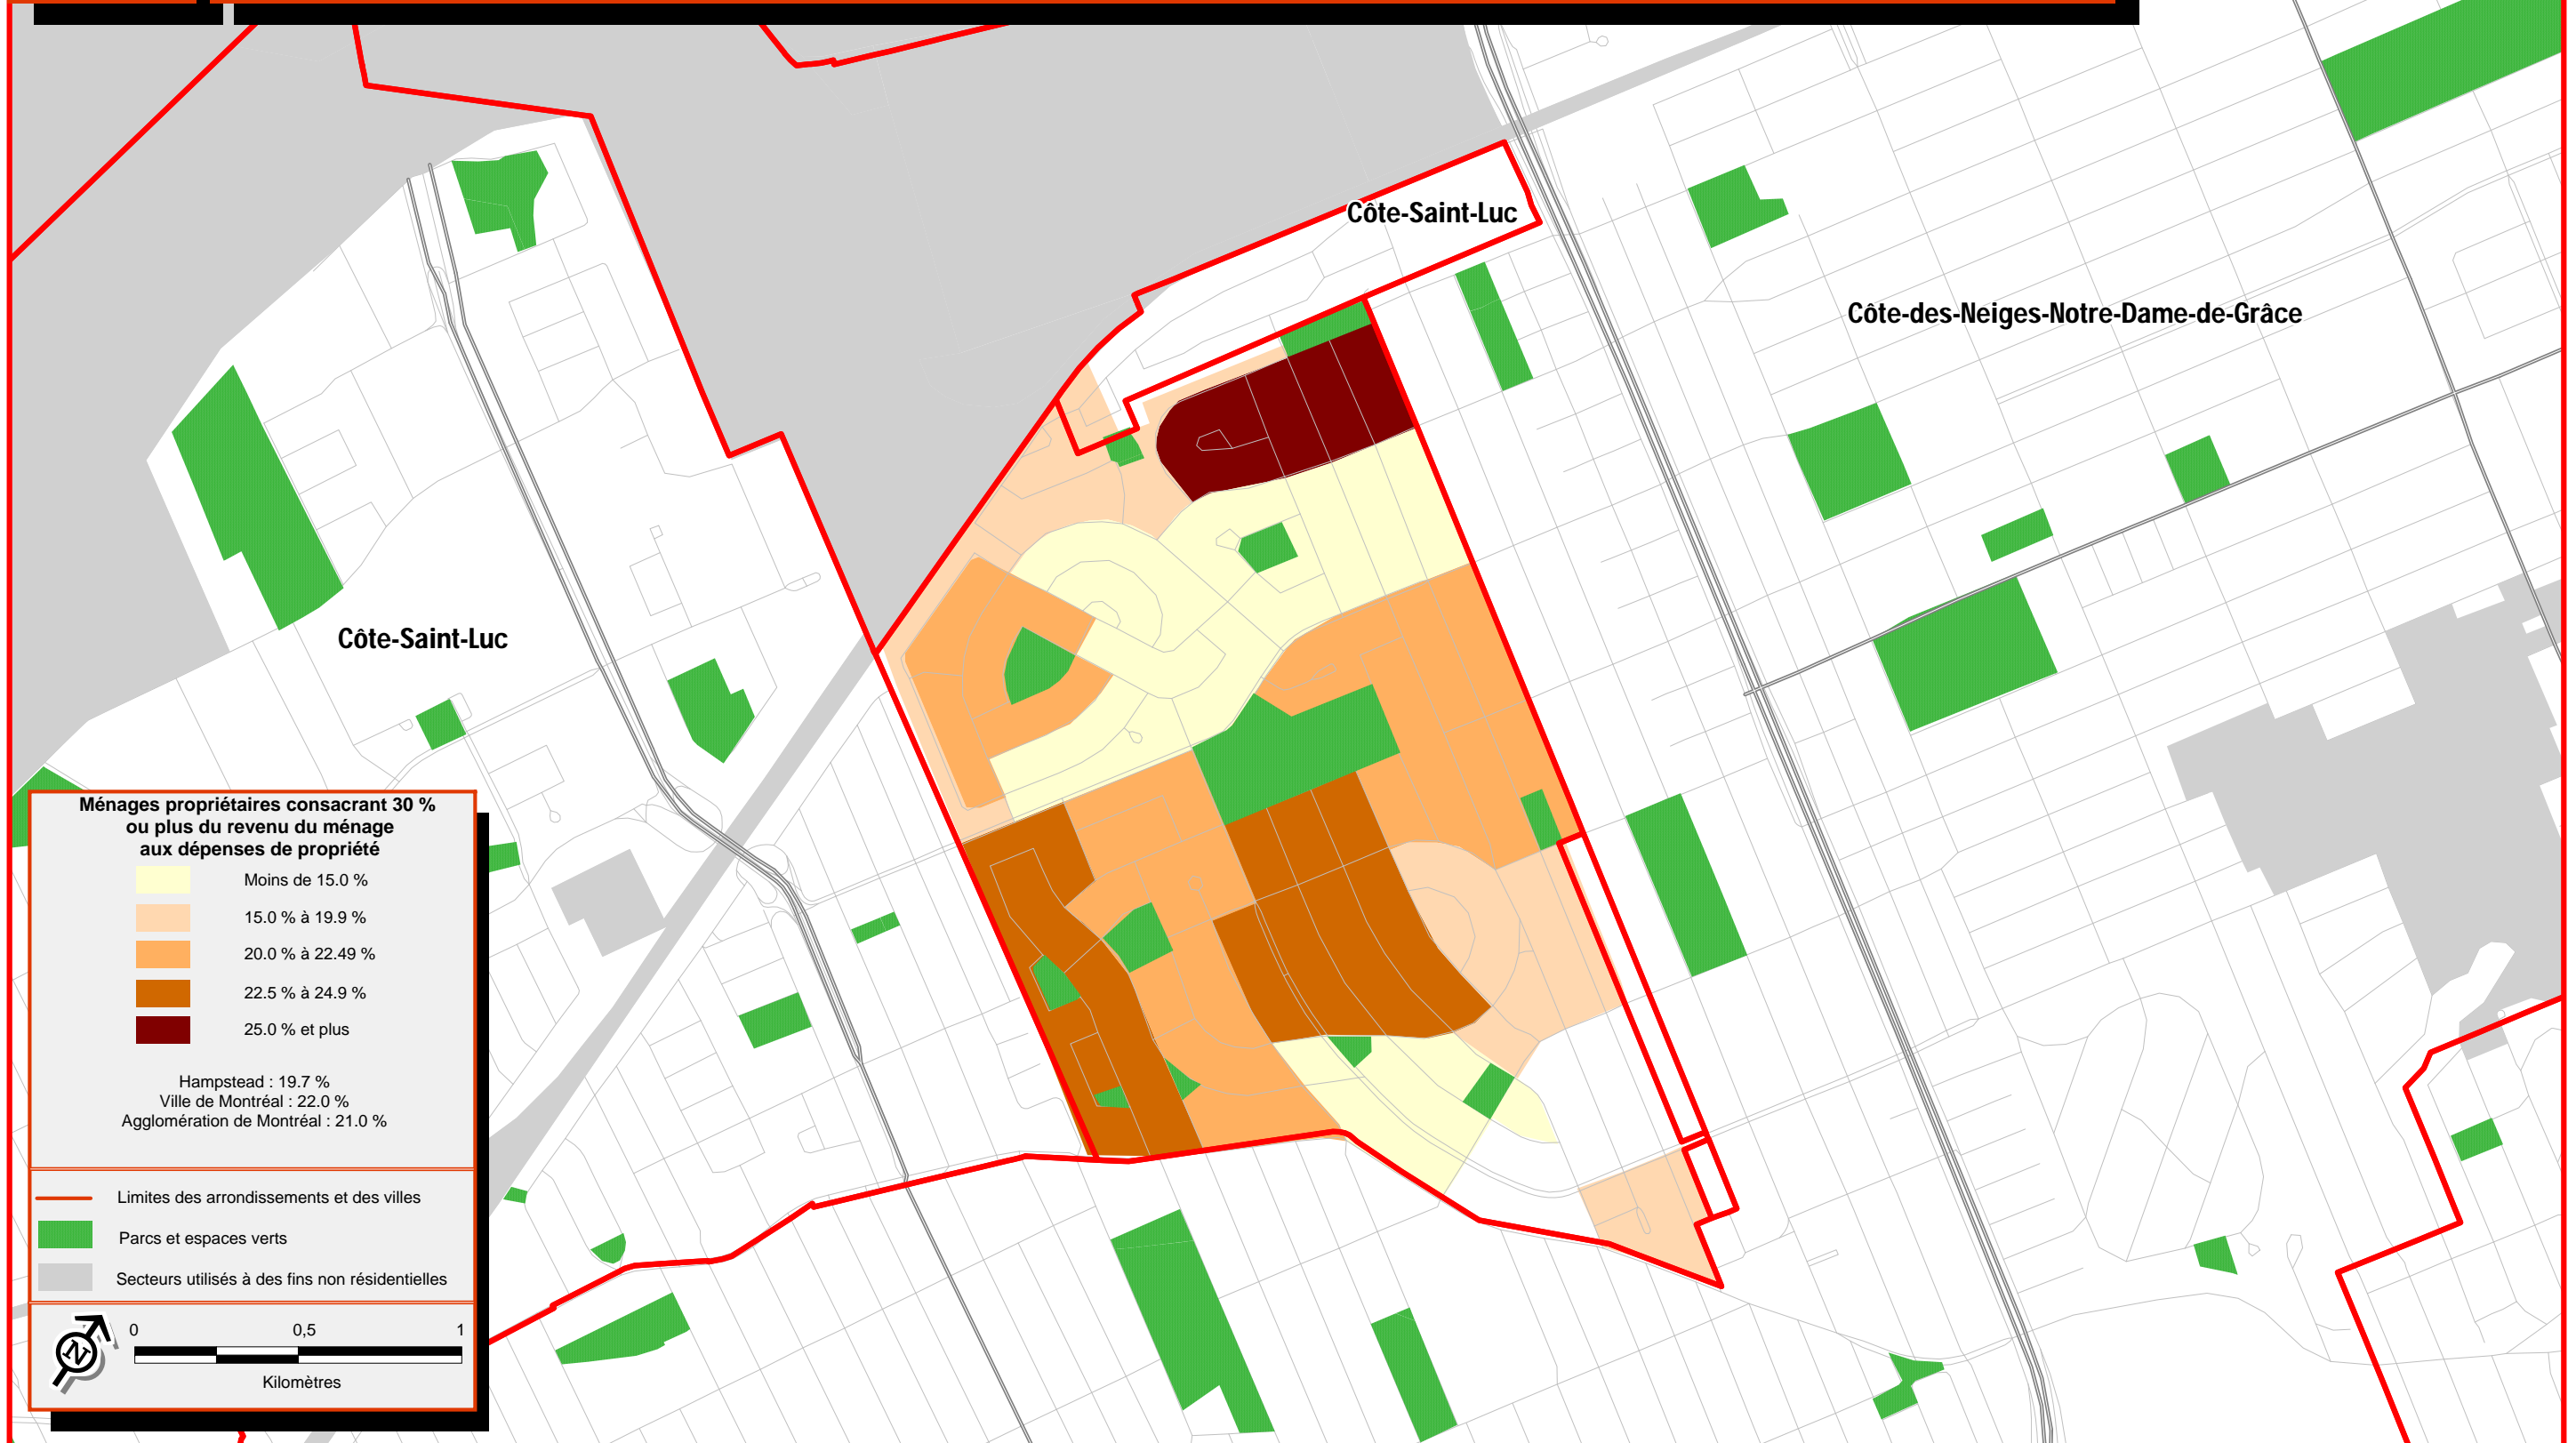 Côte-Saint-Luc
Côte-des-Neiges-Notre-Dame-de-Grâce
Côte-Saint-Luc
Ménages propriétaires consacrant 30 %
ou plus du revenu du ménage
aux dépenses de propriété
Moins de 15.0 %
15.0 % à 19.9 %
20.0 % à 22.49 %
22.5 % à 24.9 %
25.0 % et plus
Hampstead : 19.7 %
Ville de Montréal : 22.0 %
Agglomération de Montréal : 21.0 %
Limites des arrondissements et des villes
Parcs et espaces verts
Secteurs utilisés à des fins non résidentielles
N
0 0,5 1
Kilomètres